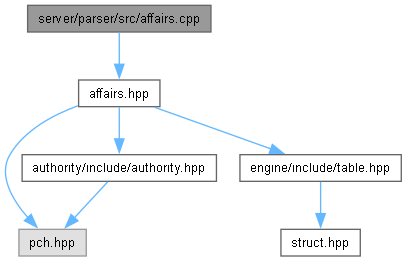 server/parser/src/affairs.cpp
affairs.hpp
authority/include/authority.hpp
engine/include/table.hpp
pch.hpp
struct.hpp